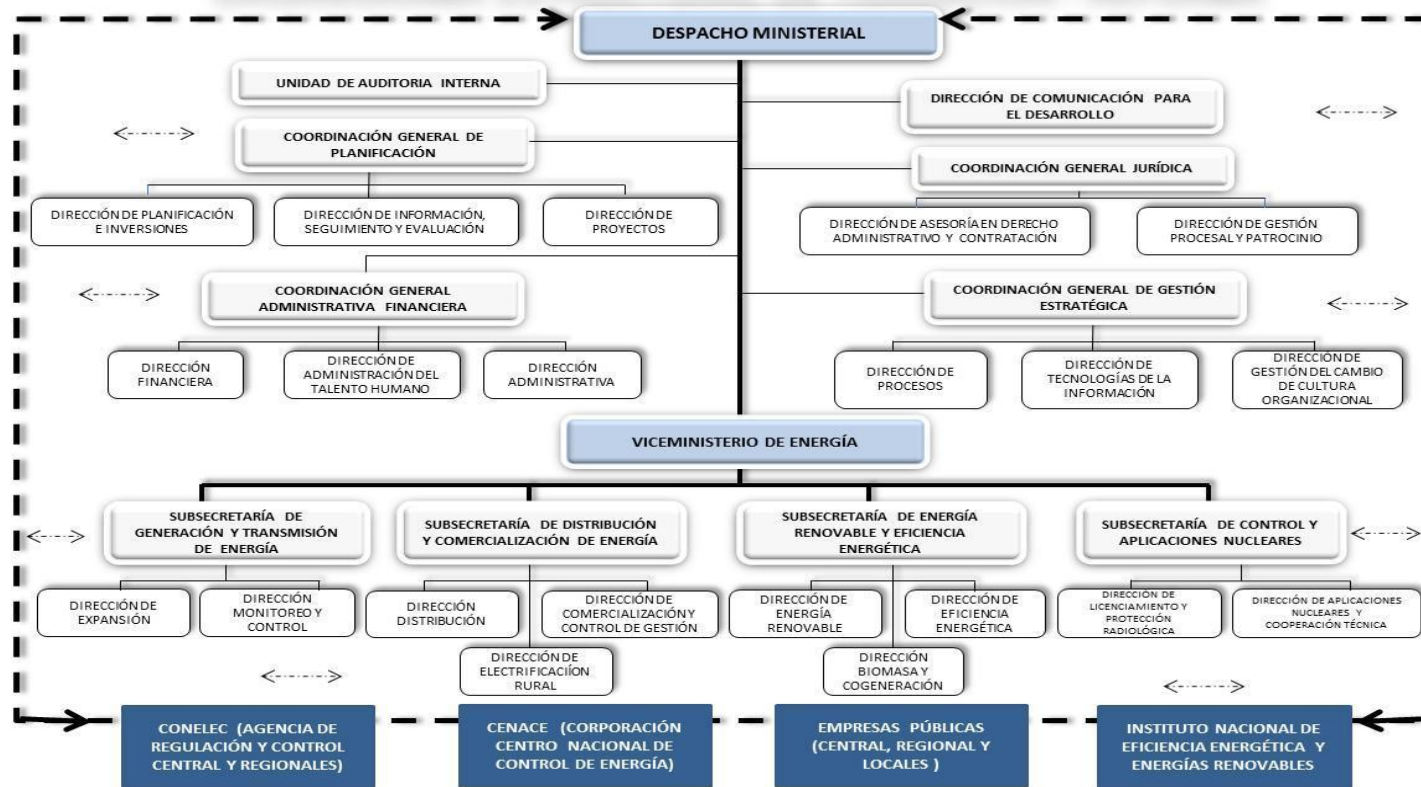 DESPACHO MINISTERIAL
UNIDAD DE AUDITORIA INTERNA
DIRECCIÓN DE COMUNICACIÓN PARA
EL DESARROLLO
COORDINACIÓN GENERAL DE
PLANIFICACIÓN
COORDINACIÓN GENERAL JURÍDICA
DIRECCIÓN DE PLANIFICACIÓN
E INVERSIONES
DIRECCIÓN DE INFORMACIÓN,
SEGUIMIENTO Y EVALUACIÓN
DIRECCIÓN DE
PROYECTOS
DIRECCIÓN DE ASESORÍA EN DERECHO
ADMINISTRATIVO Y CONTRATACIÓN
DIRECCIÓN DE GESTIÓN
PROCESAL Y PATROCINIO
COORDINACIÓN GENERAL
ADMINISTRATIVA FINANCIERA
COORDINACIÓN GENERAL DE GESTIÓN
ESTRATÉGICA
DIRECCIÓN
FINANCIERA
DIRECCIÓN DE
ADMINISTRACIÓN DEL
TALENTO HUMANO
DIRECCIÓN
ADMINISTRATIVA
DIRECCIÓN DE
PROCESOS
DIRECCIÓN DE
TECNOLOGÍAS DE LA
INFORMACIÓN
DIRECCIÓN DE
GESTIÓN DEL CAMBIO
DE CULTURA
ORGANIZACIONAL
VICEMINISTERIO DE ENERGÍA
SUBSECRETARÍA DE
GENERACIÓN Y TRANSMISIÓN
DE ENERGÍA
SUBSECRETARÍA DE DISTRIBUCIÓN
Y COMERCIALIZACIÓN DE ENERGÍA
SUBSECRETARÍA DE ENERGÍA
RENOVABLE Y EFICIENCIA
ENERGÉTICA
SUBSECRETARÍA DE CONTROL Y
APLICACIONES NUCLEARES
DIRECCIÓN DE
EXPANSIÓN
DIRECCIÓN
MONITOREO Y
CONTROL
DIRECCIÓN
DISTRIBUCIÓN
DIRECCIÓN DE
COMERCIALIZACIÓN Y
CONTROL DE GESTIÓN
DIRECCIÓN DE
ENERGÍA
RENOVABLE
DIRECCIÓN DE
EFICIENCIA
ENERGÉTICA
DIRECCIÓN DE
LICENCIAMIENTO Y
PROTECCIÓN
RADIOLÓGICA
DIRECCIÓN DE APLICACIONES
NUCLEARES Y
COOPERACIÓN TÉCNICA
DIRECCIÓN DE
ELECTRIFICACIÍON
RURAL
DIRECCIÓN
BIOMASA Y
COGENERACIÓN
CONELEC (AGENCIA DE
REGULACIÓN Y CONTROL
CENTRAL Y REGIONALES)
CENACE (CORPORACIÓN
CENTRO NACIONAL DE
CONTROL DE ENERGÍA)
EMPRESAS PÚBLICAS
(CENTRAL, REGIONAL Y
LOCALES )
INSTITUTO NACIONAL DE
EFICIENCIA ENERGÉTICA Y
ENERGÍAS RENOVABLES